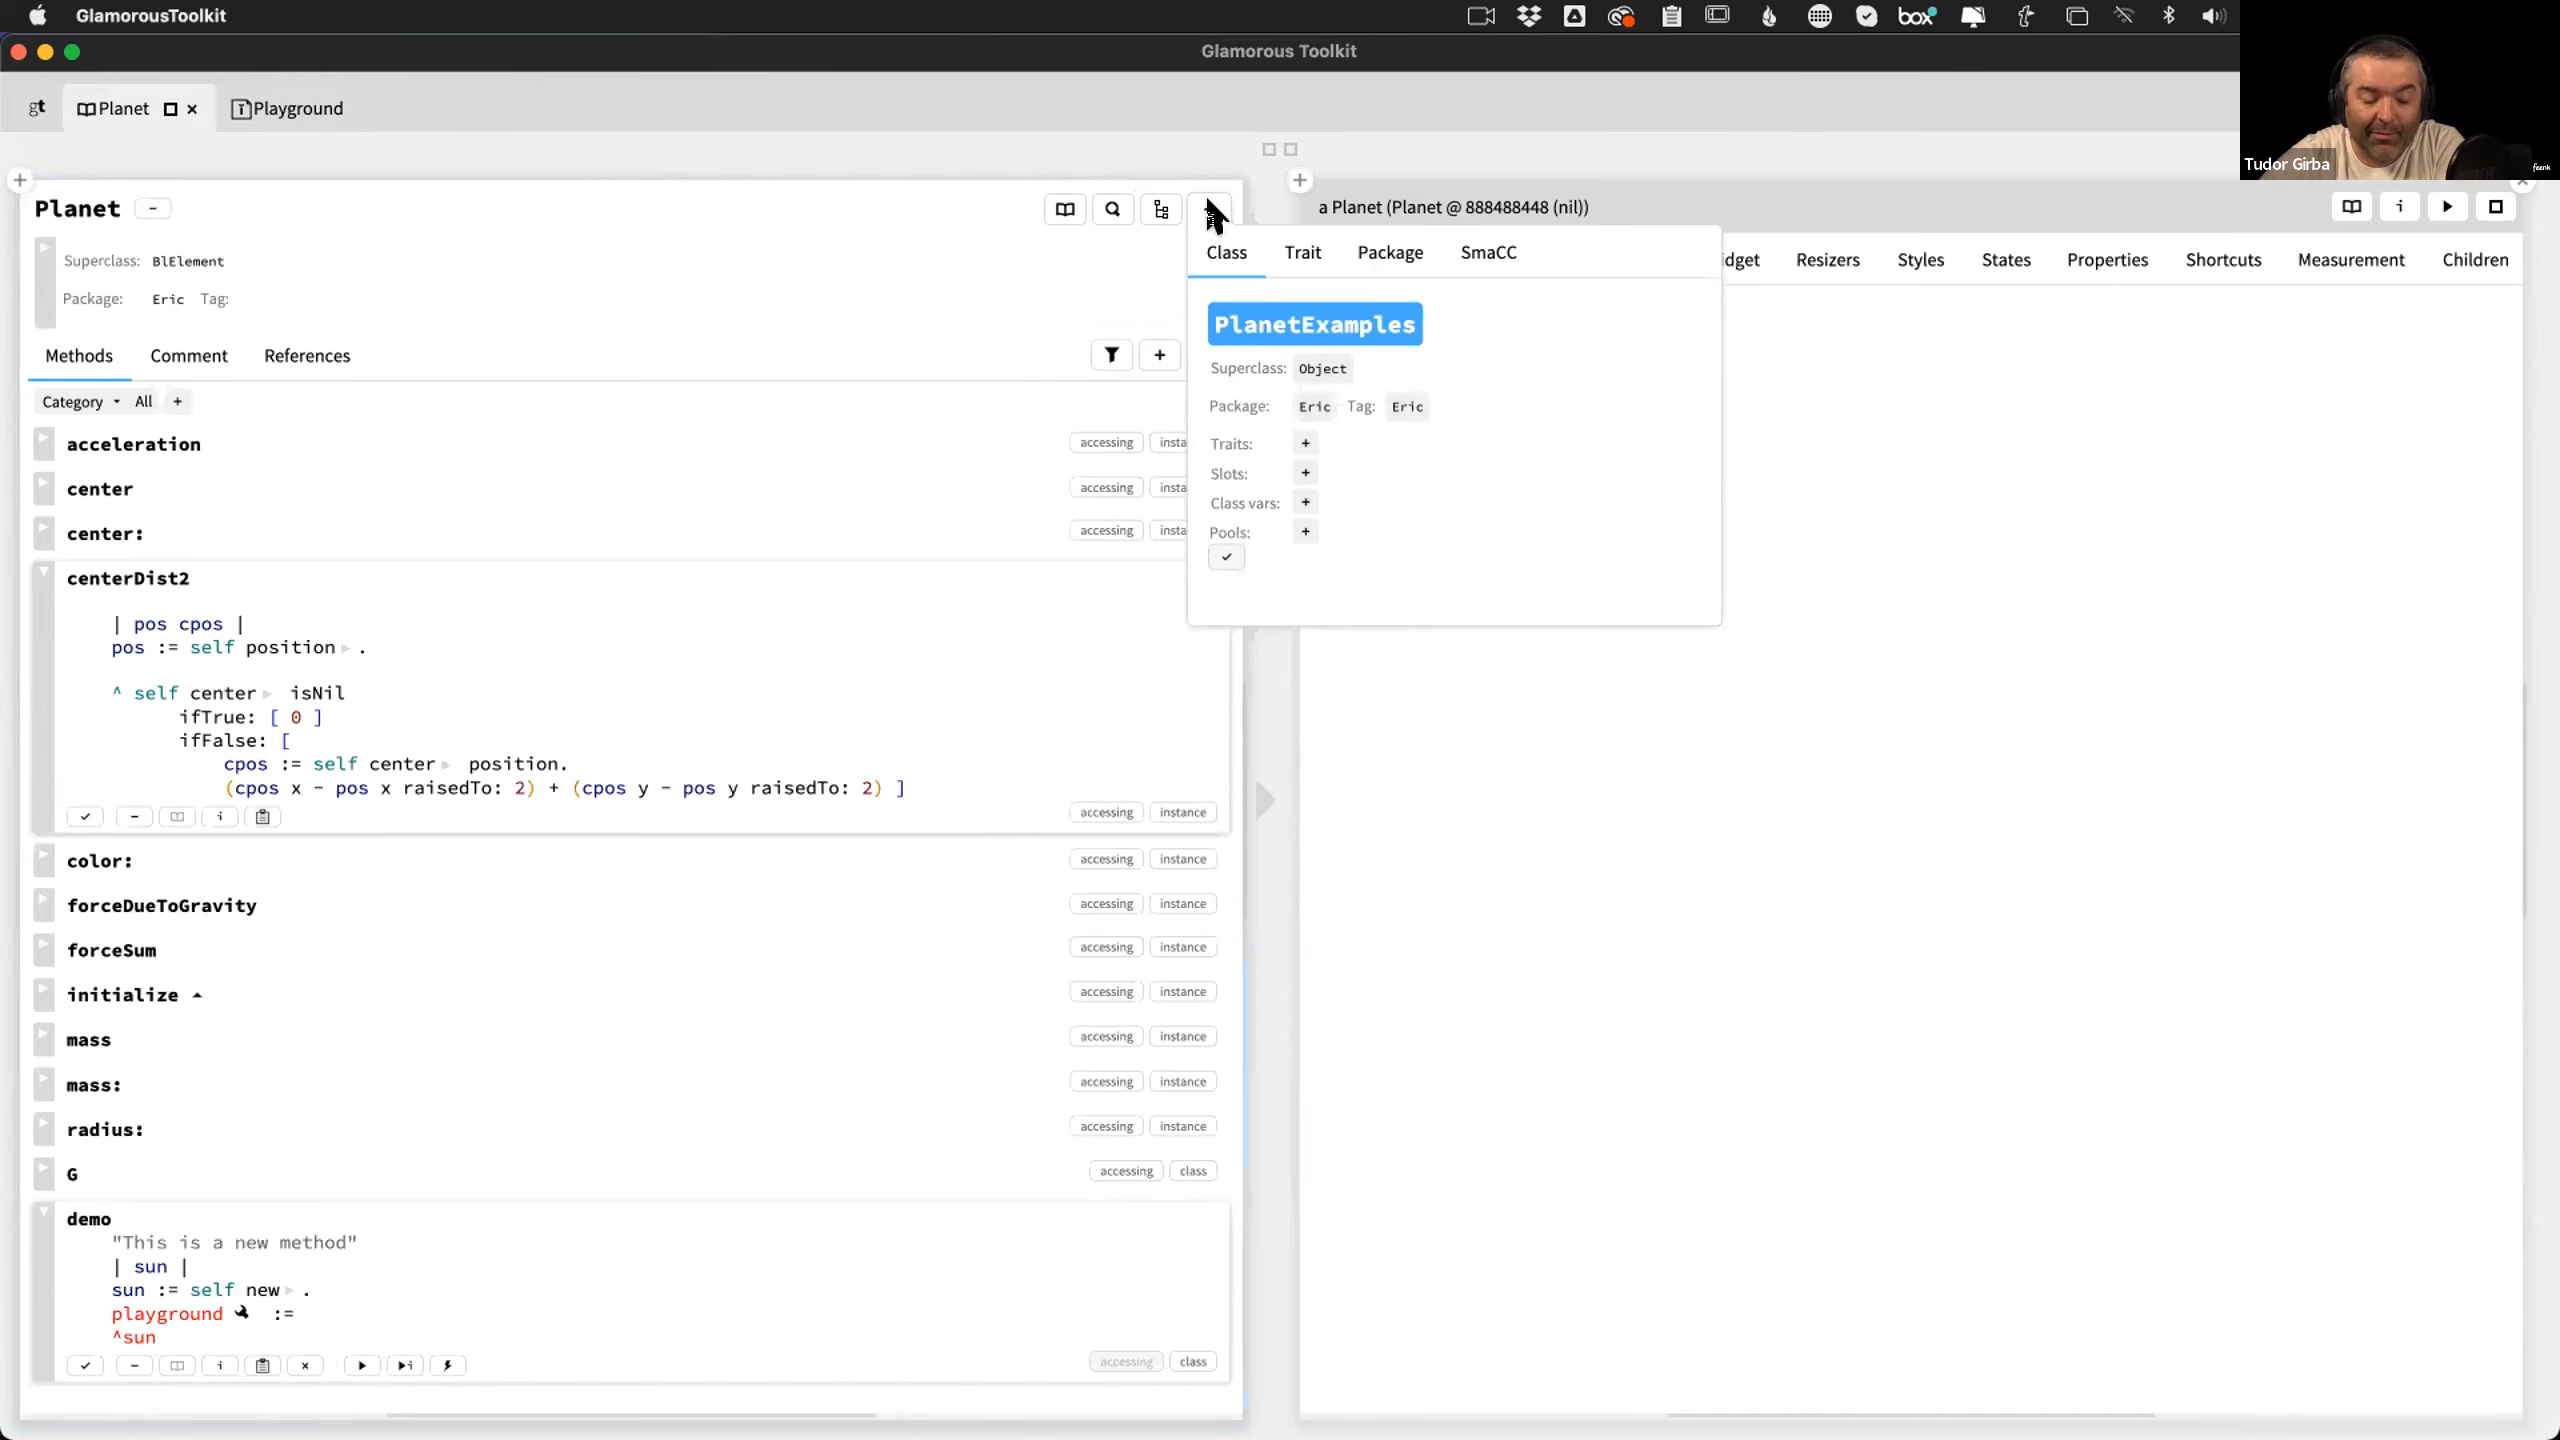 GlamorousToolkit
box
Glamorous Toolkit
gt
Planet
Playground
Tudor Girba
feenk
Planet
a Planet (Planet @ 888488448 (nil))
Superclass: BlElement
Package: Eric Tag:
Class Trait Package SmaCC
dget Resizers Styles States Properties Shortcuts Measurement Children
PlanetExamples
Superclass: Object
Package: Eric Tag: Eric
Traits: +
Slots: +
Class vars: +
Pools: +
Methods Comment References
Category All +
acceleration accessing insta
center accessing insta
center: accessing insta
centerDist2
| pos cpos |
pos := self position .
^ self center isNil
ifTrue: [ 0 ]
ifFalse: [
cpos := self center position.
(cpos x - pos x raisedTo: 2) + (cpos y - pos y raisedTo: 2) ]
accessing instance
color: accessing instance
forceDueToGravity accessing instance
forceSum accessing instance
initialize accessing instance
mass accessing instance
mass: accessing instance
radius: accessing instance
G accessing class
demo
"This is a new method"
| sun |
sun := self new .
playground :=
^sun
accessing class